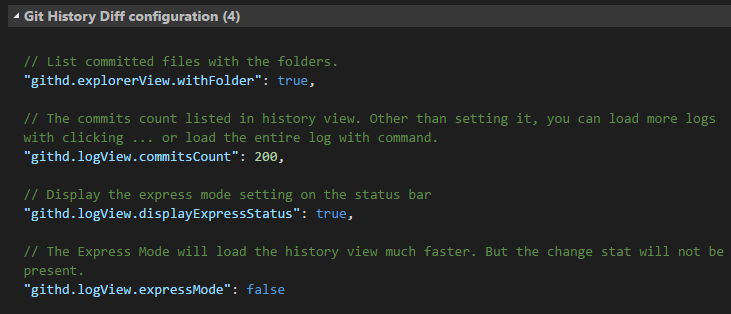 Git History Diff configuration (4)
// List committed files with the folders.
"githd.explorerView.withFolder": true,
// The commits count listed in history view. Other than setting it, you can load more logs
with clicking ... or load the entire log with command.
"githd.logView.commitsCount": 200,
// Display the express mode setting on the status bar
"githd.logView.displayExpressStatus": true,
// The Express Mode will load the history view much faster. But the change stat will not be
present.
"githd.logView.expressMode": false